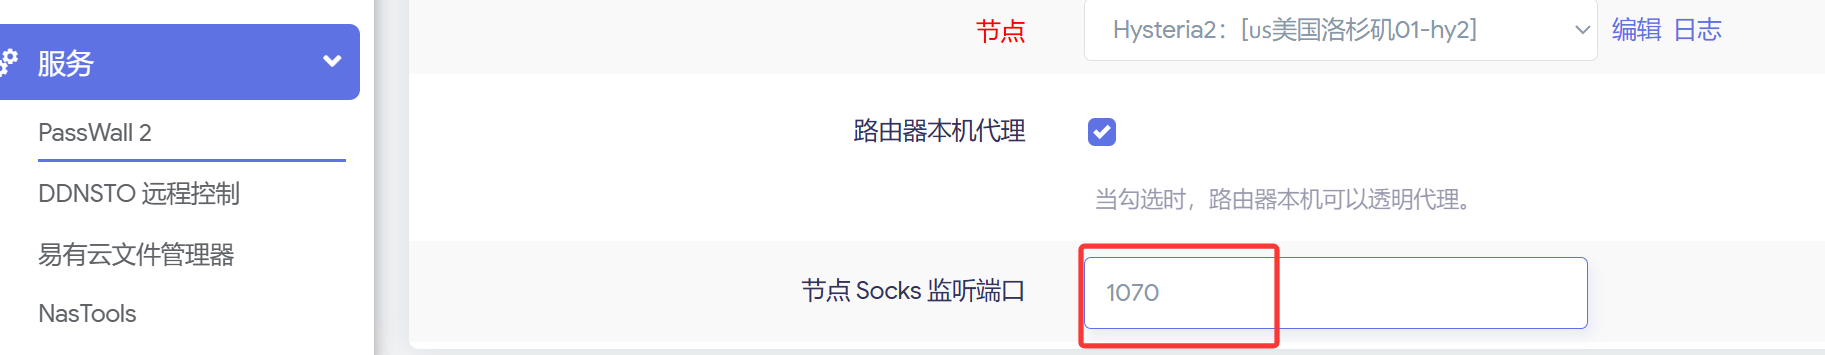 节点
Hysteria2：[us美国洛杉矶01-hy2]
编辑 日志
服务
PassWall 2
DDNSTO 远程控制
易有云文件管理器
NasTools
路由器本机代理
当勾选时，路由器本机可以透明代理。
节点 Socks 监听端口
1070